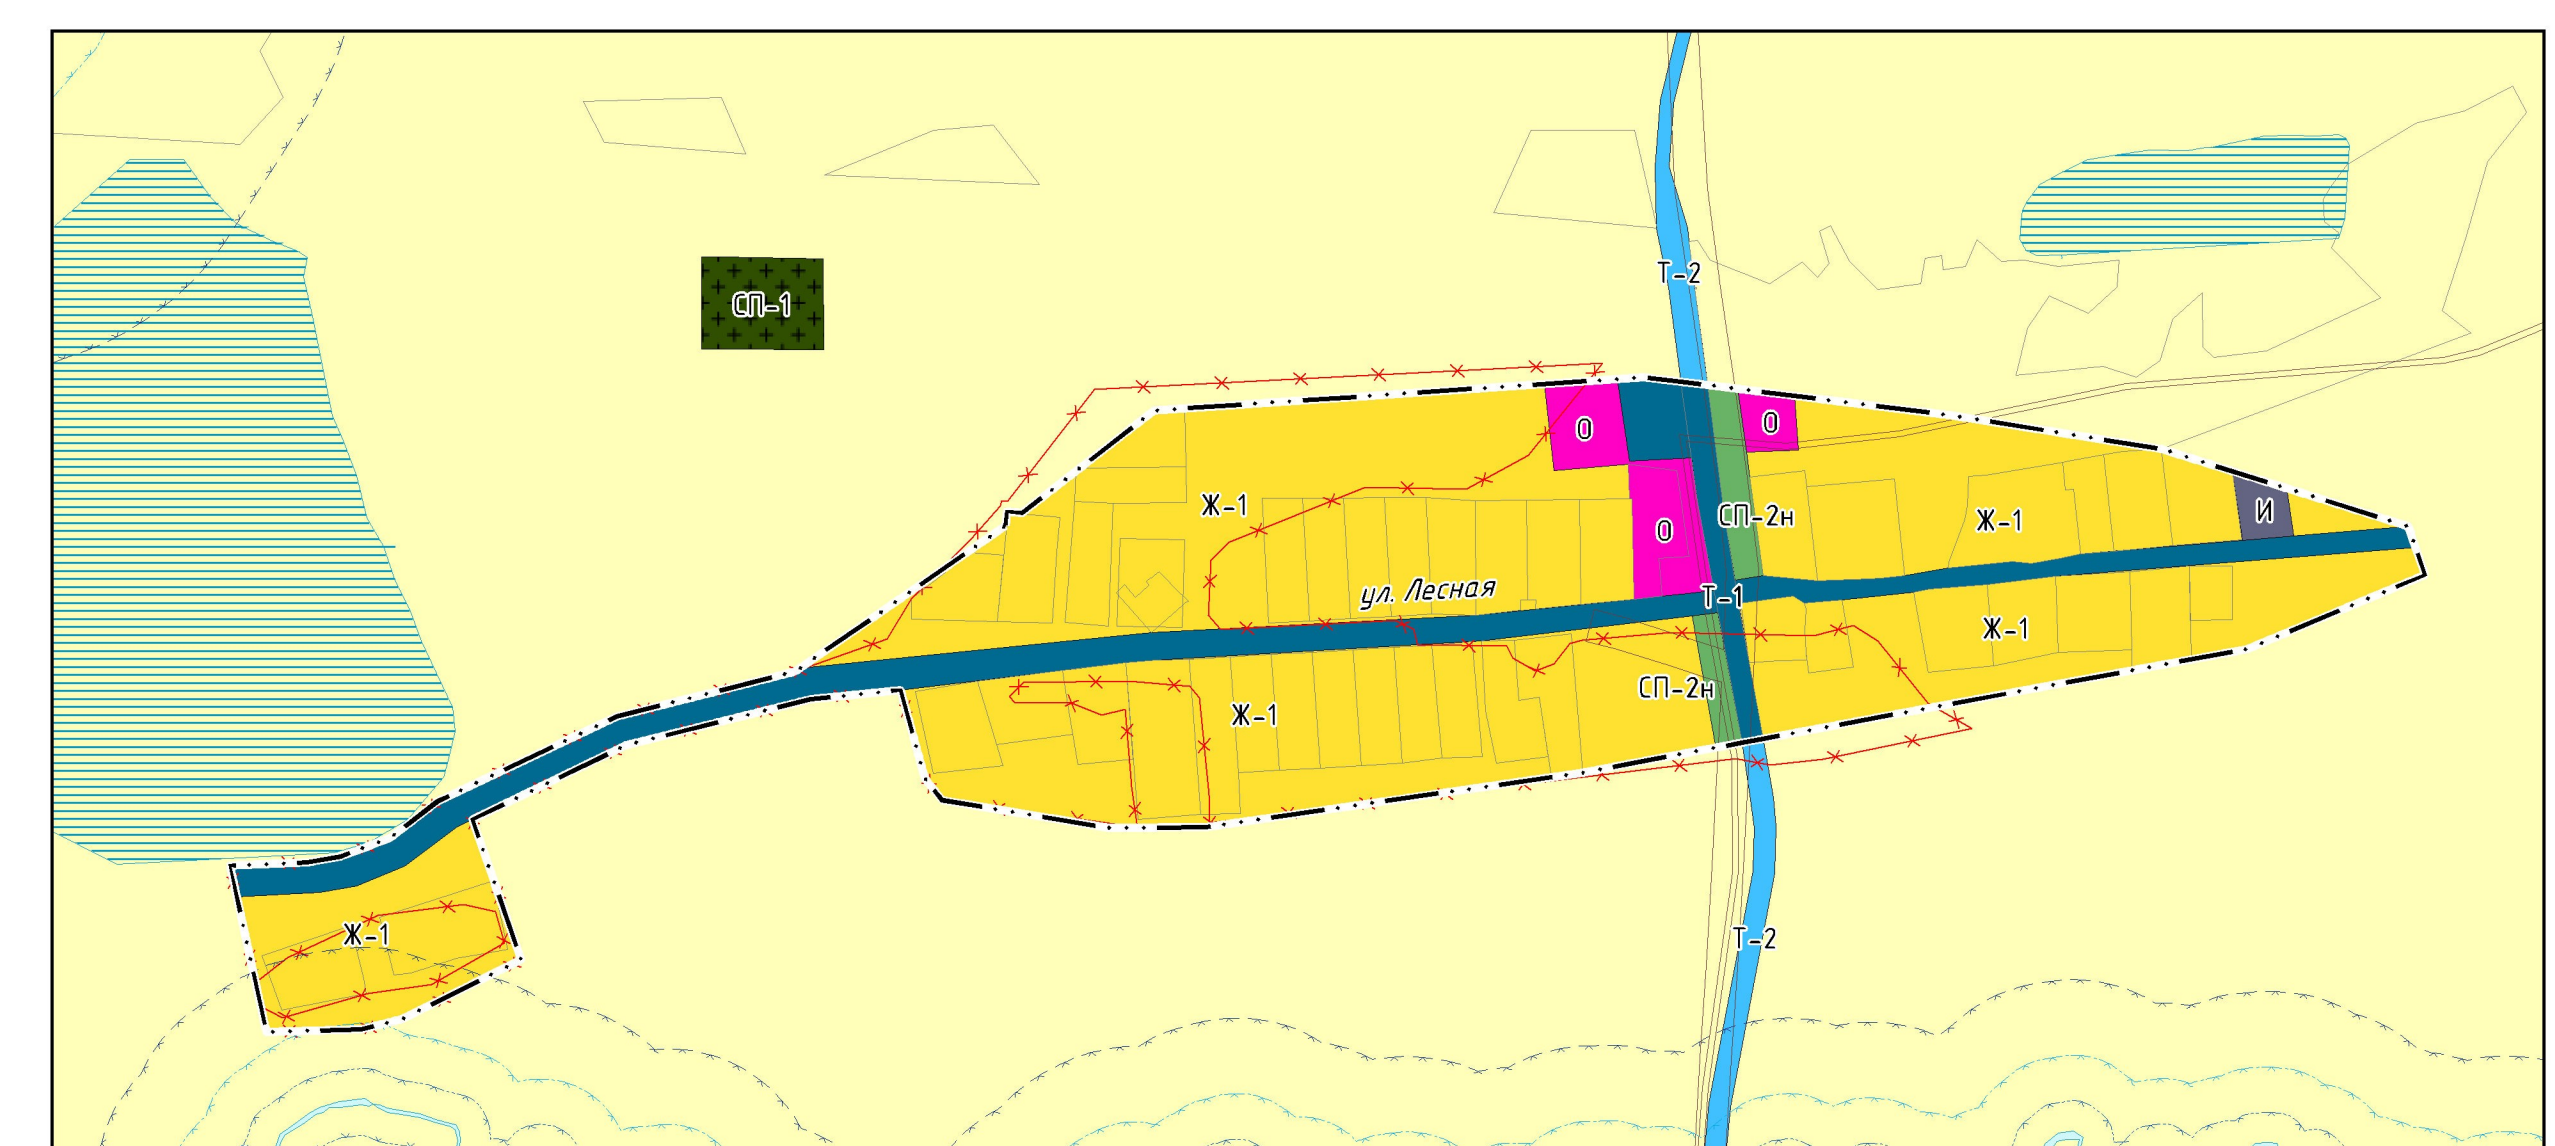 Т-2
СП-1
О
О
Ж-1
И
СП-2н
Ж-1
О
ул. Лесная
Т-1
Ж-1
СП-2н
Ж-1
Ж-1
Т-2